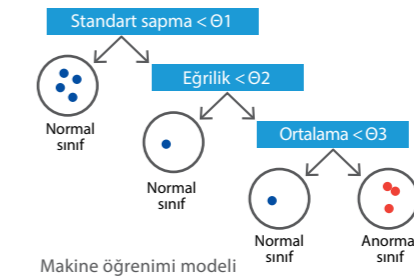 Standart sapma < Θ1
Eğrilik < Θ2
Normal
sınıf
Ortalama < Θ3
Normal
sınıf
Normal
sınıf
Anorma
sınıf
Makine öğrenimi modeli